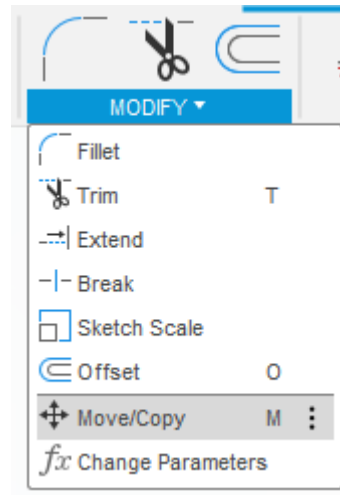 MODIFY
Fillet
Trim T
Extend
Break
Sketch Scale
Offset O
Move/Copy M
fx Change Parameters